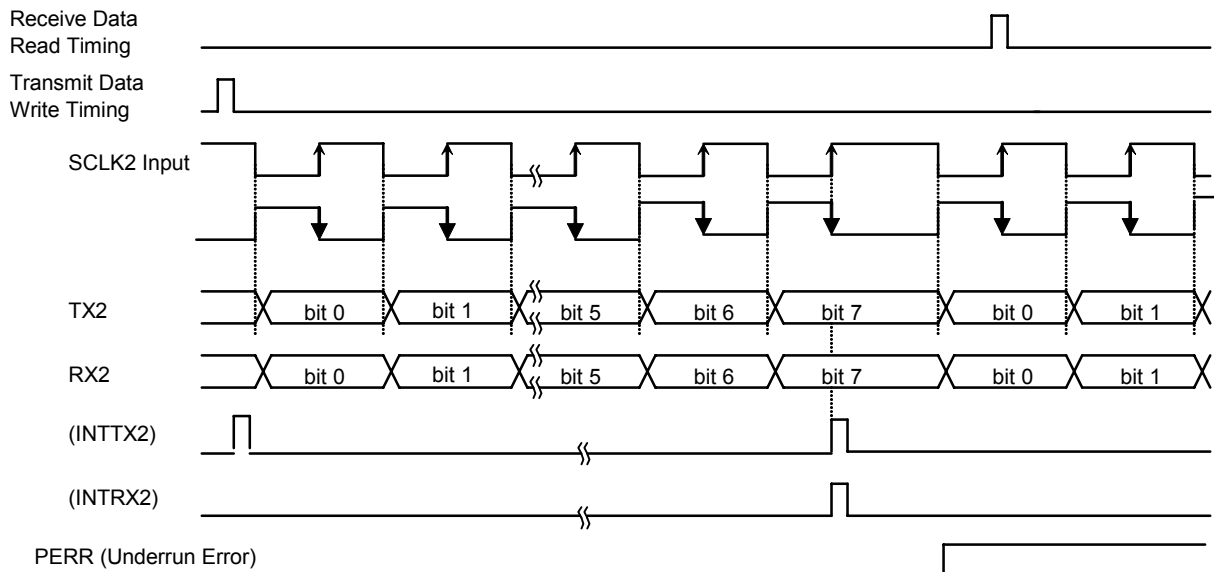 Receive Data
Read Timing
Transmit Data
Write Timing
SCLK2 Input
TX2
bit 0 bit 1 bit 5 bit 6 bit 7 bit 0 bit 1
RX2
bit 0 bit 1 bit 5 bit 6 bit 7 bit 0 bit 1
(INTTX2)
(INTRX2)
PERR (Underrun Error)